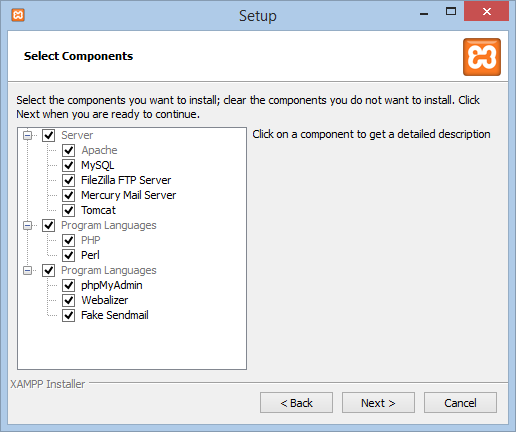 Setup
Select Components
Select the components you want to install; clear the components you do not want to install. Click
Next when you are ready to continue.
Server
Apache
MySQL
FileZilla FTP Server
Mercury Mail Server
Tomcat
Program Languages
PHP
Perl
Program Languages
phpMyAdmin
Webalizer
Fake Sendmail
Click on a component to get a detailed description
XAMPP Installer
< Back
Next >
Cancel